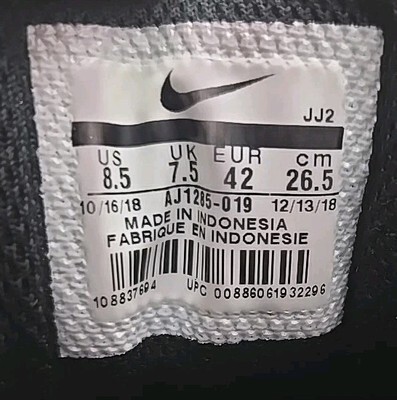 JJ2
US UK EUR cm
8.5 7.5 42 26.5
10/16/18 AJ1285-019 12/13/18
MADE IN INDONESIA
FABRIQUE EN INDONESIE
108837694 UPC 00886061932296